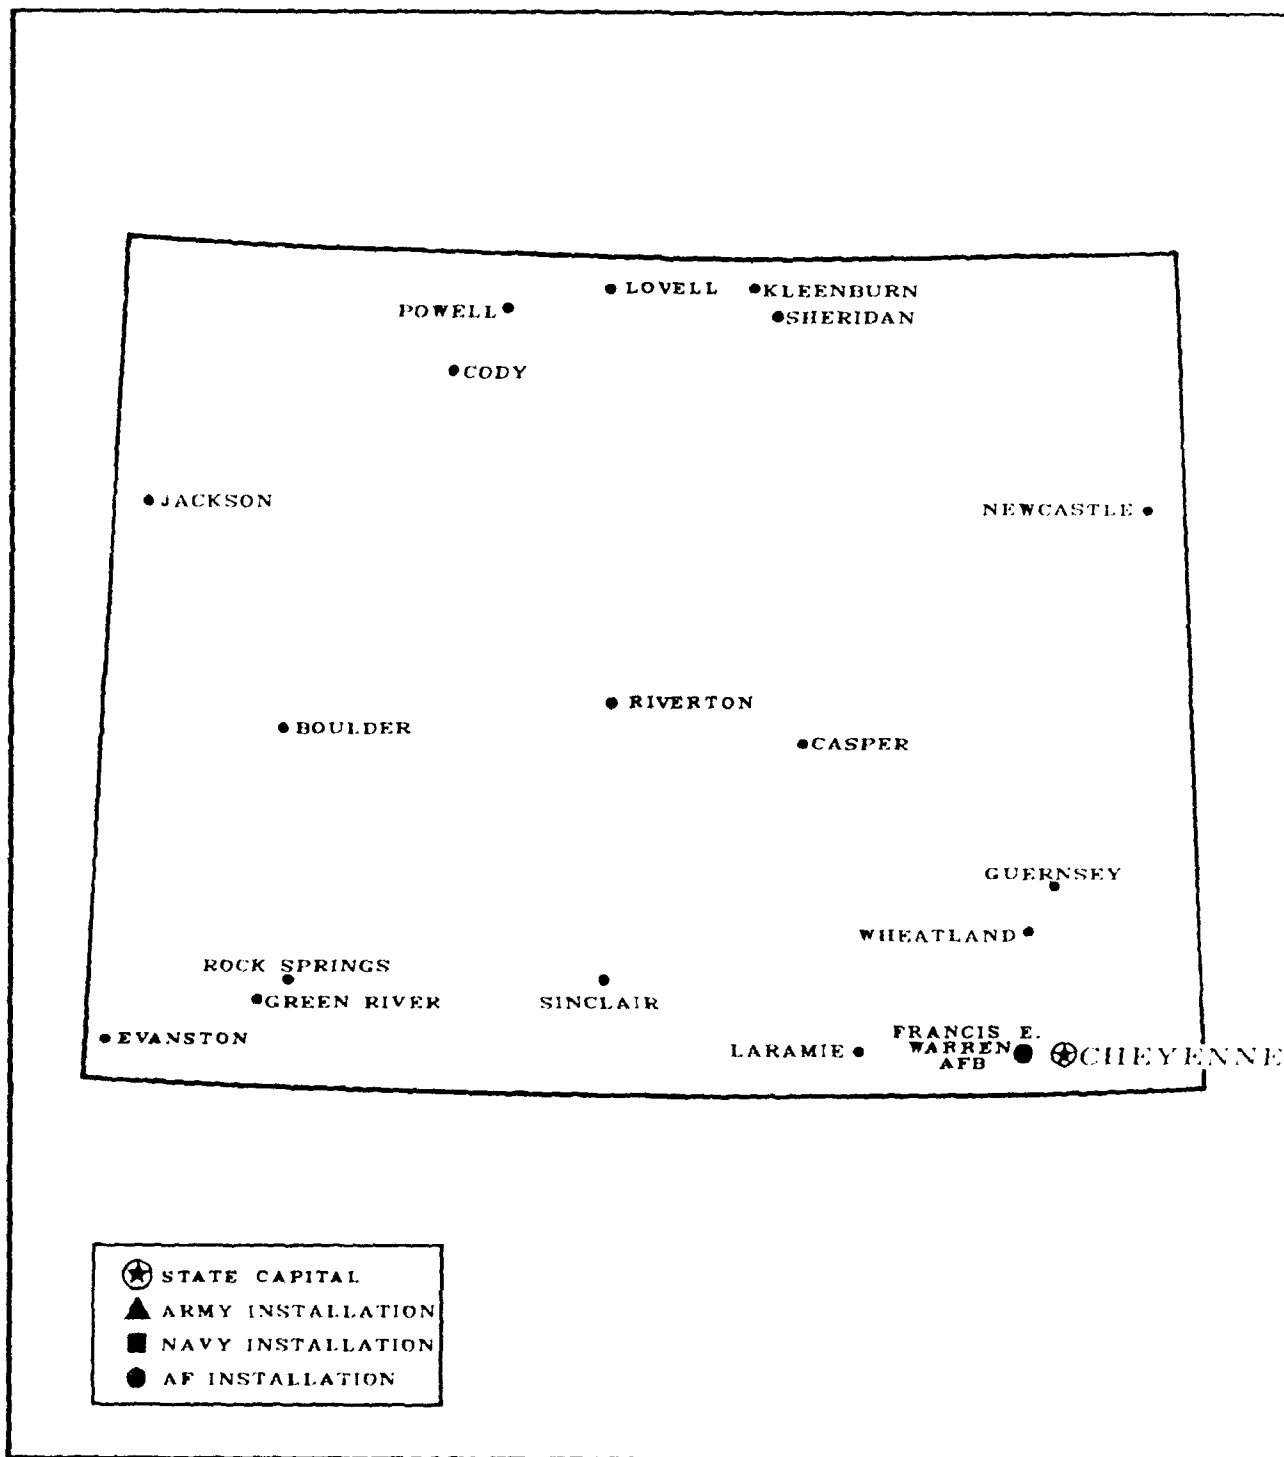 LOVELL
KLEENBURN
POWELL
SHERIDAN
CODY
JACKSON
NEWCASTLE
RIVERTON
BOULDER
CASPER
GUERNSEY
WHEATLAND
ROCK SPRINGS
GREEN RIVER
SINCLAIR
EVANSTON
LARAMIE
FRANCIS E.
WARREN
AFB
CHEYENNE
STATE CAPITAL
ARMY INSTALLATION
NAVY INSTALLATION
AF INSTALLATION